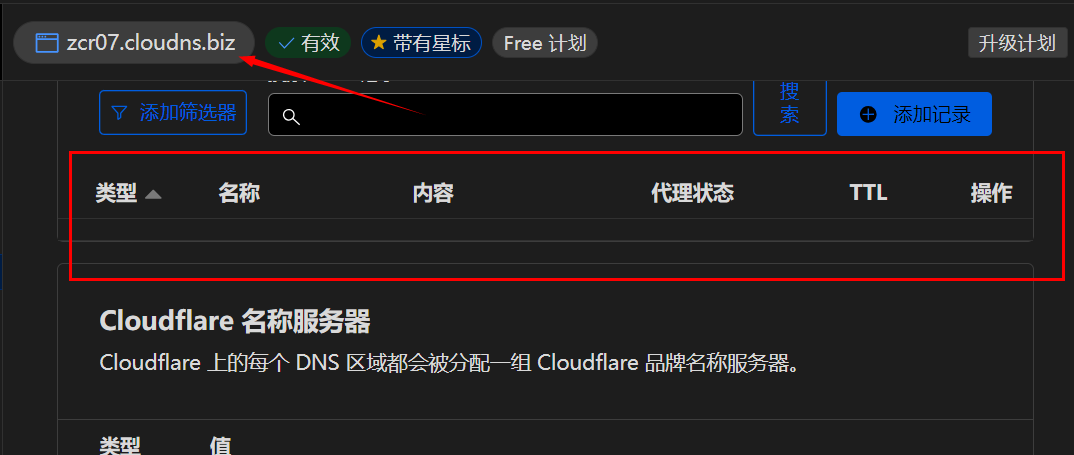 zcr07.cloudns.biz 有效 带有星标 Free 计划 升级计划
添加筛选器 搜索 添加记录
类型 名称 内容 代理状态 TTL 操作
Cloudflare 名称服务器
Cloudflare 上的每个 DNS 区域都会被分配一组 Cloudflare 品牌名称服务器。
类型 值